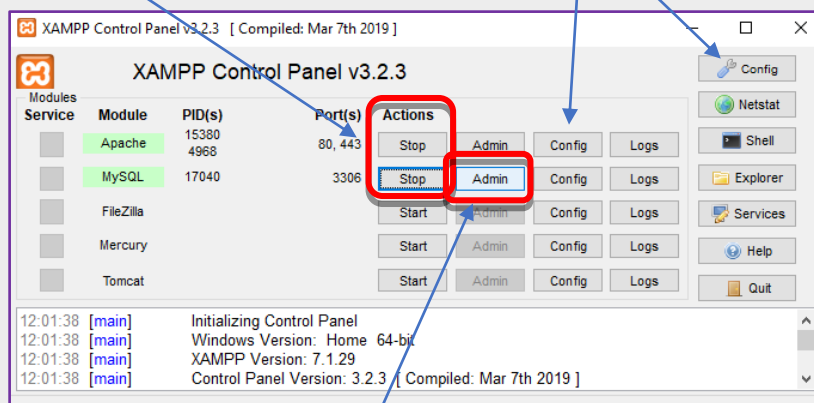 XAMPP Control Panel v3.2.3 [ Compiled: Mar 7th 2019 ]
XAMPP Control Panel v3.2.3
Config
Modules
Service Module PID(s) Port(s) Actions
Netstat
Apache 15380 4968 80, 443 Stop Admin Config Logs
Shell
MySQL 17040 3306 Stop Admin Config Logs
Explorer
FileZilla Start Admin Config Logs
Services
Mercury Start Admin Config Logs
Help
Tomcat Start Admin Config Logs
Quit
12:01:38 [main] Initializing Control Panel
12:01:38 [main] Windows Version: Home 64-bit
12:01:38 [main] XAMPP Version: 7.1.29
12:01:38 [main] Control Panel Version: 3.2.3 [ Compiled: Mar 7th 2019 ]